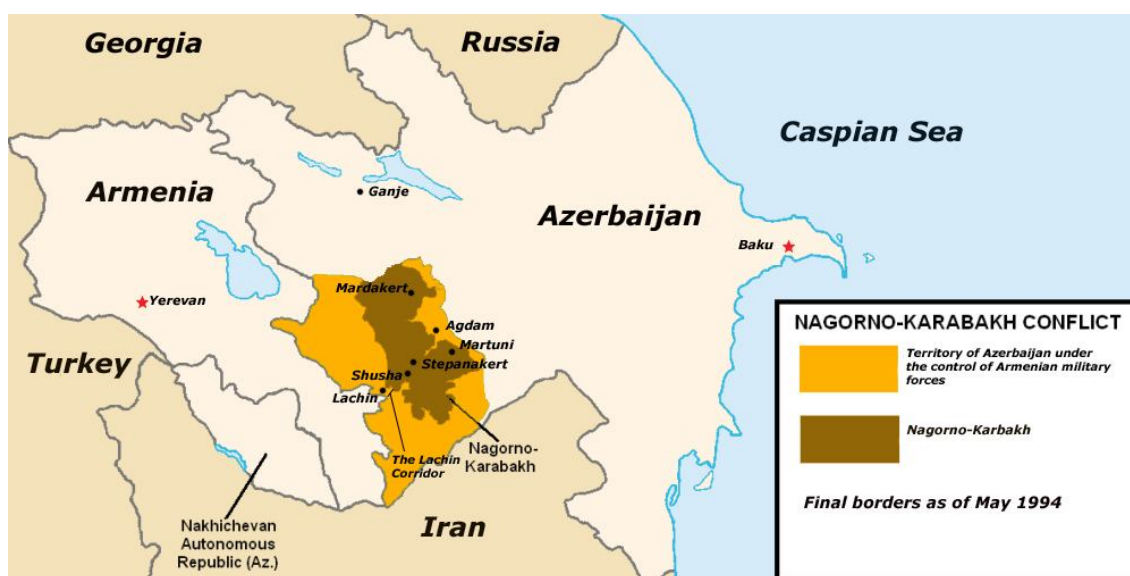 Georgia
Russia
Caspian Sea
Armenia
Ganje
Azerbaijan
Baku
Yerevan
Mardakert
Agdam
Martuni
Stepanakert
Shusha
Lachin
Turkey
The Lachin
Corridor
Nagorno-
Karabakh
Iran
Nakhichevan
Autonomous
Republic (Az.)
NAGORNO-KARABAKH CONFLICT
Territory of Azerbaijan under
the control of Armenian military
forces
Nagorno-Karbakh
Final borders as of May 1994